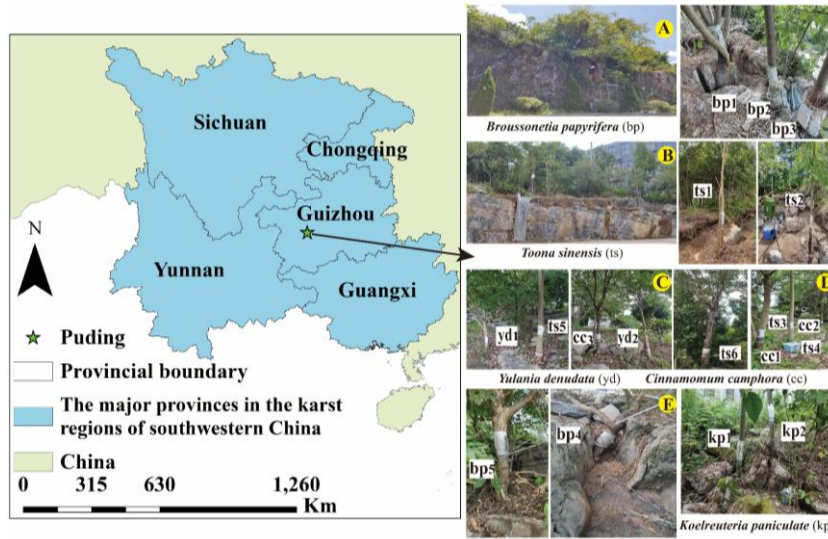 Sichuan
Chongqing
Guizhou
Yunnan
Guangxi
N
Puding
Provincial boundary
The major provinces in the karst
regions of southwestern China
China
0 315 630 1,260
Km
A
bp1
bp2
bp3
Broussonetia papyrifera (bp)
B
ts1
ts2
Toona sinensis (ts)
C
D
yd1
ts5
cc3
yd2
ts6
ts3
cc2
cc1
ts4
Yulania denudata (yd)
Cinnamomum camphora (cc)
E
bp5
bp4
kp1
kp2
Koelreuteria paniculate (kp